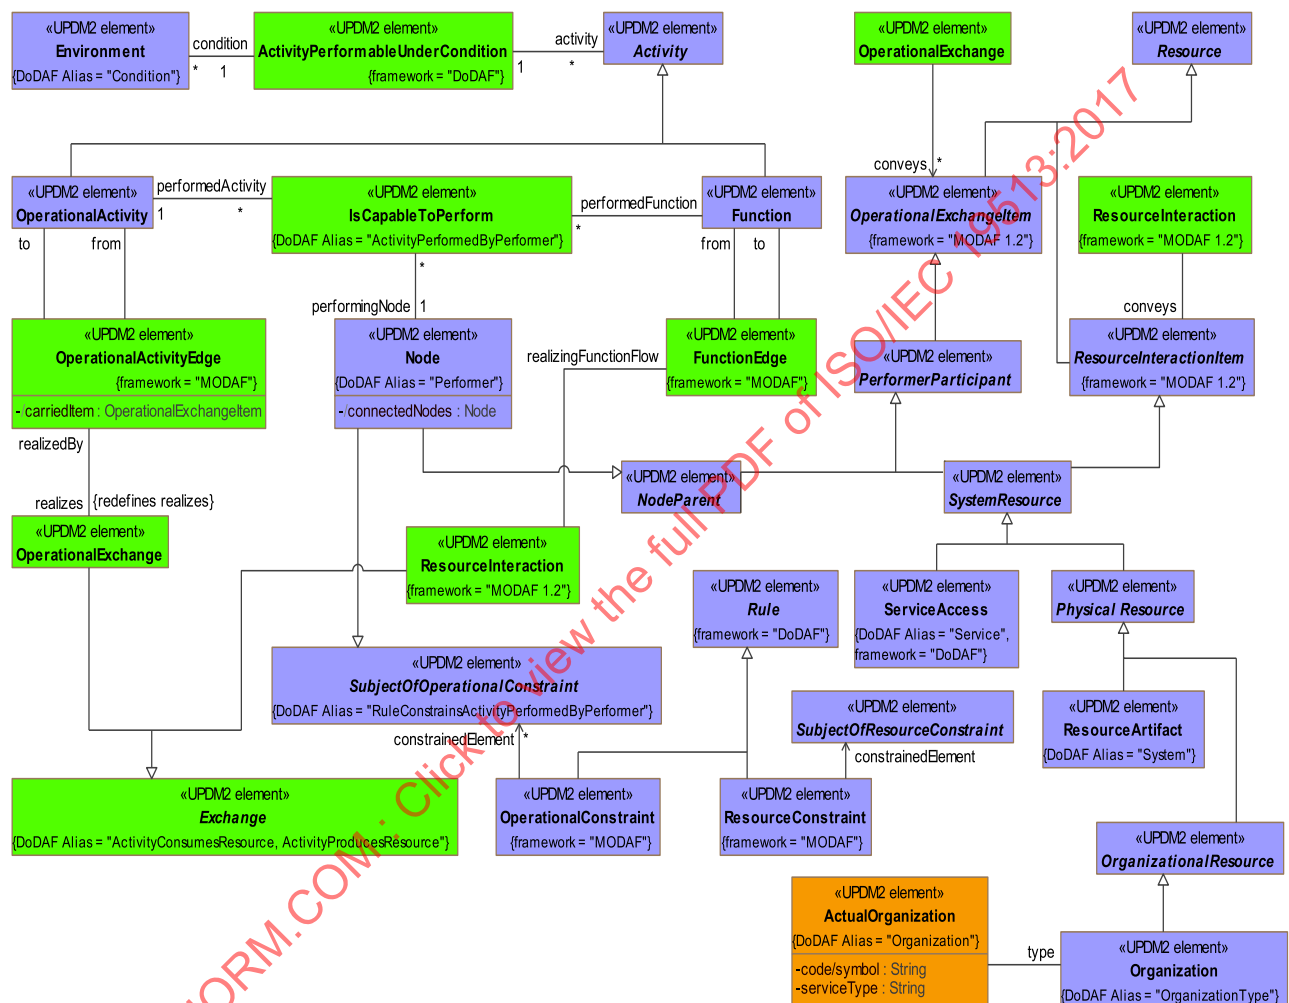 «UPDM2 element»
Environment
{DoDAF Alias = "Condition"}
condition
*
1
«UPDM2 element»
ActivityPerformableUnderCondition
{framework = "DoDAF"}
activity
1
*
«UPDM2 element»
Activity
«UPDM2 element»
OperationalExchange
«UPDM2 element»
Resource
conveys
*
«UPDM2 element»
OperationalActivity
performedActivity
1
*
«UPDM2 element»
IsCapableToPerform
{DoDAF Alias = "ActivityPerformedByPerformer"}
performedFunction
*
«UPDM2 element»
Function
«UPDM2 element»
OperationalExchangeItem
{framework = "MODAF 1.2"}
«UPDM2 element»
ResourceInteraction
{framework = "MODAF 1.2"}
to
from
*
performingNode
1
from
to
conveys
«UPDM2 element»
OperationalActivityEdge
{framework = "MODAF"}
-/carriedItem : OperationalExchangeItem
«UPDM2 element»
Node
{DoDAF Alias = "Performer"}
-/connectedNodes : Node
realizingFunctionFlow
«UPDM2 element»
FunctionEdge
{framework = "MODAF"}
«UPDM2 element»
PerformerParticipant
«UPDM2 element»
ResourceInteractionItem
{framework = "MODAF 1.2"}
realizedBy
realizes
{redefines realizes}
«UPDM2 element»
NodeParent
«UPDM2 element»
SystemResource
«UPDM2 element»
OperationalExchange
«UPDM2 element»
ResourceInteraction
{framework = "MODAF 1.2"}
«UPDM2 element»
Rule
{framework = "DoDAF"}
«UPDM2 element»
ServiceAccess
{DoDAF Alias = "Service",
framework = "DoDAF"}
«UPDM2 element»
Physical Resource
«UPDM2 element»
SubjectOfOperationalConstraint
{DoDAF Alias = "RuleConstrainsActivityPerformedByPerformer"}
«UPDM2 element»
SubjectOfResourceConstraint
«UPDM2 element»
ResourceArtifact
{DoDAF Alias = "System"}
constrainedElement
*
constrainedElement
«UPDM2 element»
Exchange
{DoDAF Alias = "ActivityConsumesResource, ActivityProducesResource"}
«UPDM2 element»
OperationalConstraint
{framework = "MODAF"}
«UPDM2 element»
ResourceConstraint
{framework = "MODAF"}
«UPDM2 element»
OrganizationalResource
«UPDM2 element»
ActualOrganization
{DoDAF Alias = "Organization"}
-code/symbol : String
-serviceType : String
type
«UPDM2 element»
Organization
{DoDAF Alias = "OrganizationType"}
NORM.COM : Click to view the full PDF of ISO/IEC 19513:2017